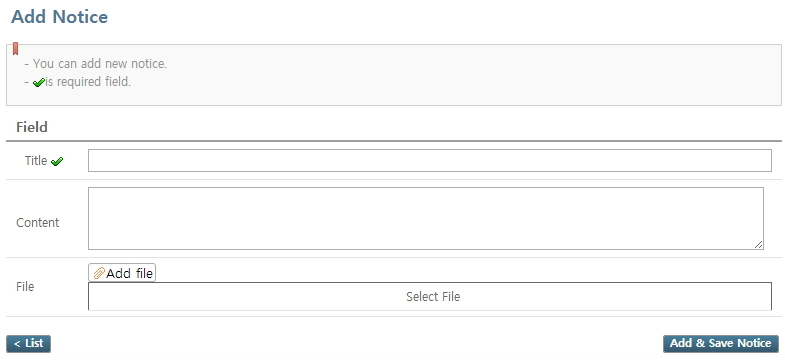 Add Notice
- You can add new notice.
- is required field.
Field
Title
Content
File
Add file
Select File
< List
Add & Save Notice